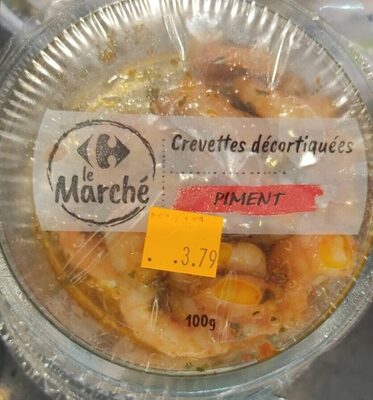 Crevettes décortiquées
le
Marché
PIMENT
3.79
100g